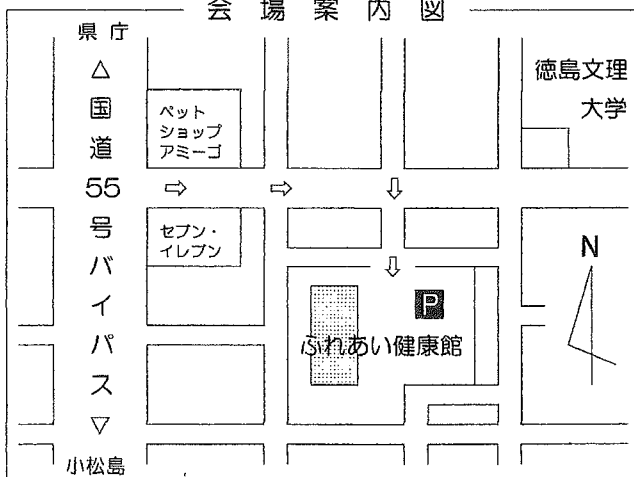 会場案内図
県庁
△
国
道
55
号
バ
イ
パ
ス
▽
小松島
ペット
ショップ
アミーゴ
セブン・
イレブン
⇨
⇨
⇩
⇩
徳島文理
大学
N
P
ふれあい健康館